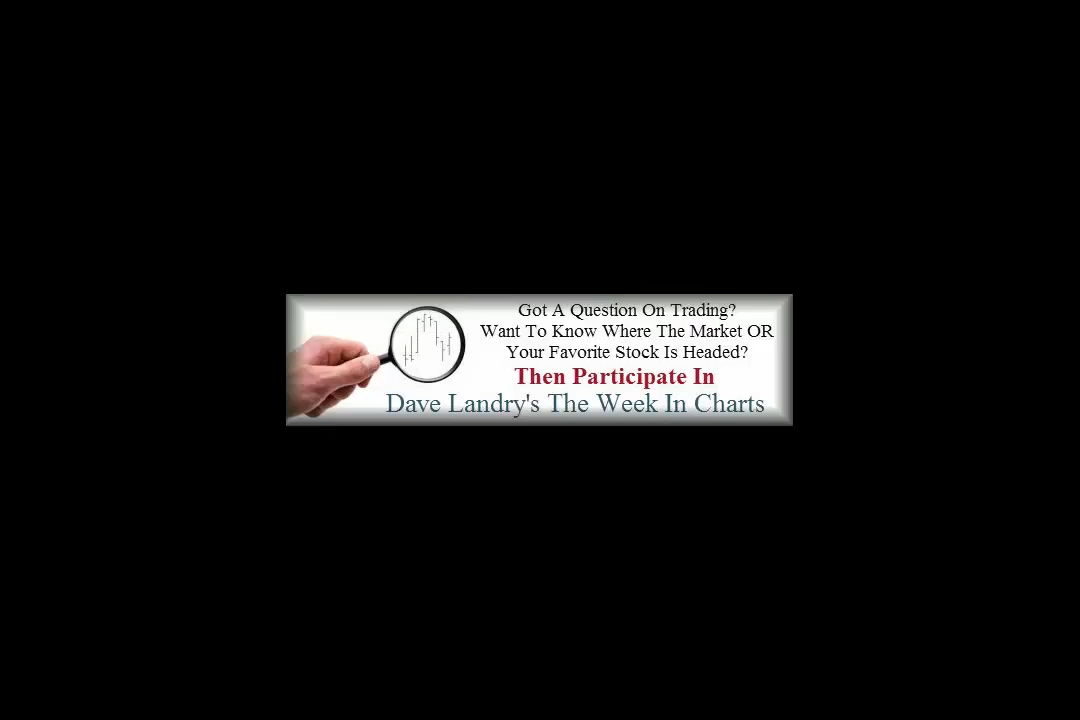 Got A Question On Trading?
Want To Know Where The Market OR
Your Favorite Stock Is Headed?
Then Participate In
Dave Landry's The Week In Charts